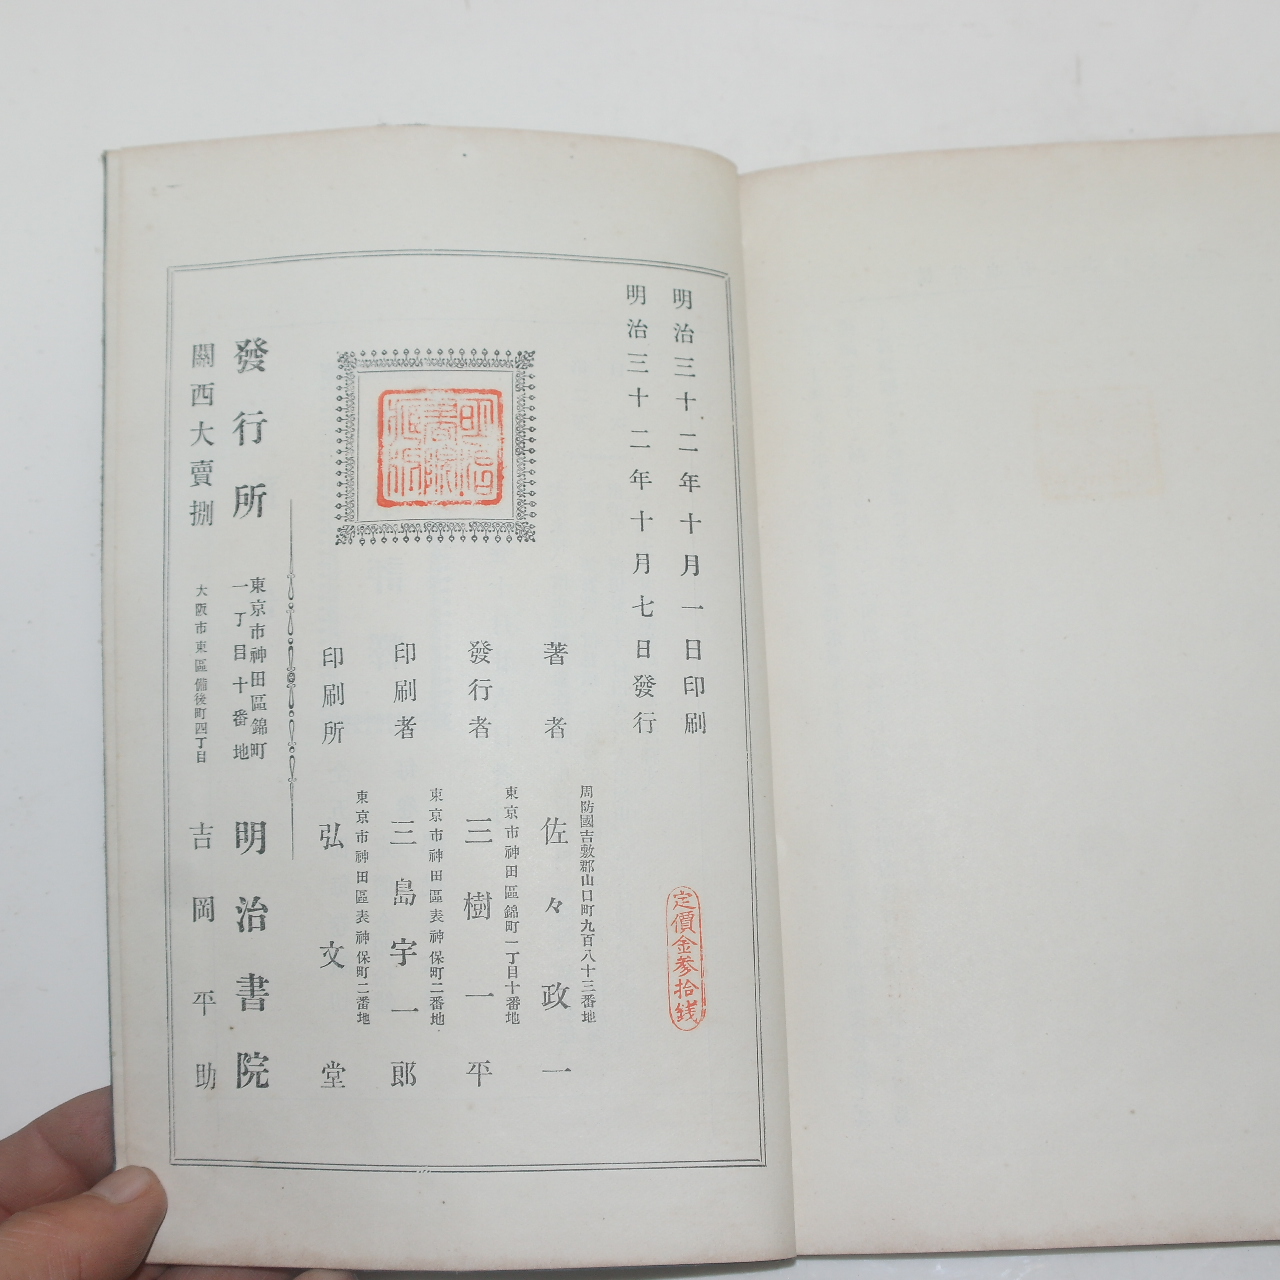 明治三十二年十月一日印刷
明治三十二年十月七日發行
定價金參拾錢
周防國吉敷郡山口町九百八十三番地
著者 佐々政一
東京市神田區錦町一丁目十番地
發行者 三樹一平
東京市神田區表神保町二番地
印刷者 三島宇一郎
東京市神田區表神保町二番地
印刷所 弘文堂
明治
書院
發行所 東京市神田區錦町
一丁目十番地 明治書院
關西大賣捌 大阪市東區備後町四丁目 吉岡平助